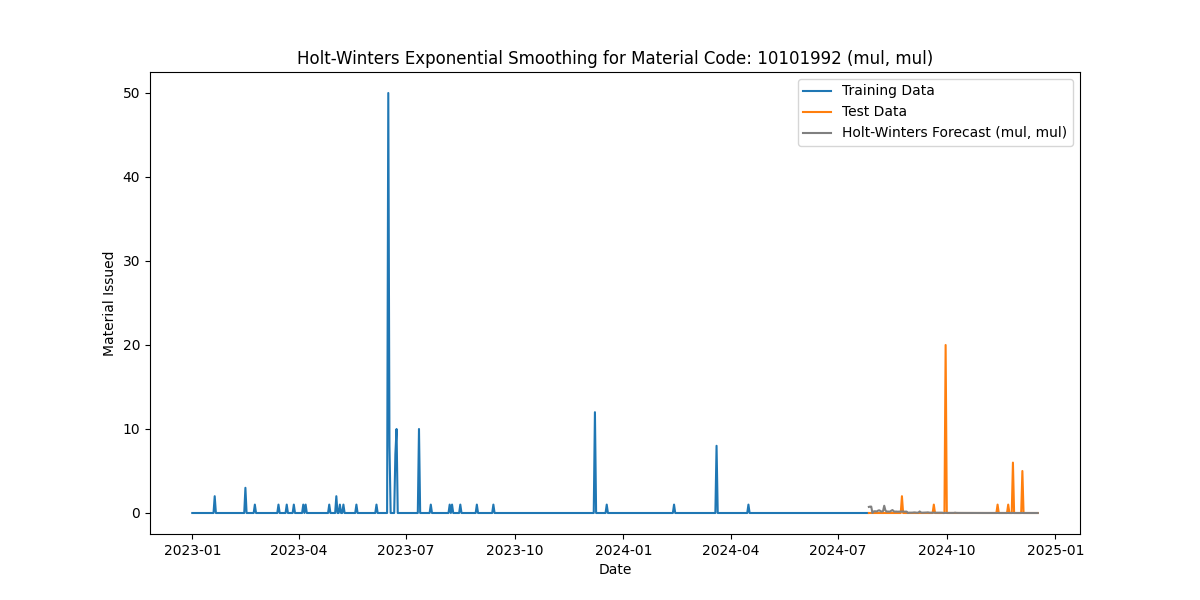 Holt-Winters Exponential Smoothing for Material Code: 10101992 (mul, mul)
Training Data
Test Data
Holt-Winters Forecast (mul, mul)
50
40
30
20
10
0
Material Issued
2023-01 2023-04 2023-07 2023-10 2024-01 2024-04 2024-07 2024-10 2025-01
Date